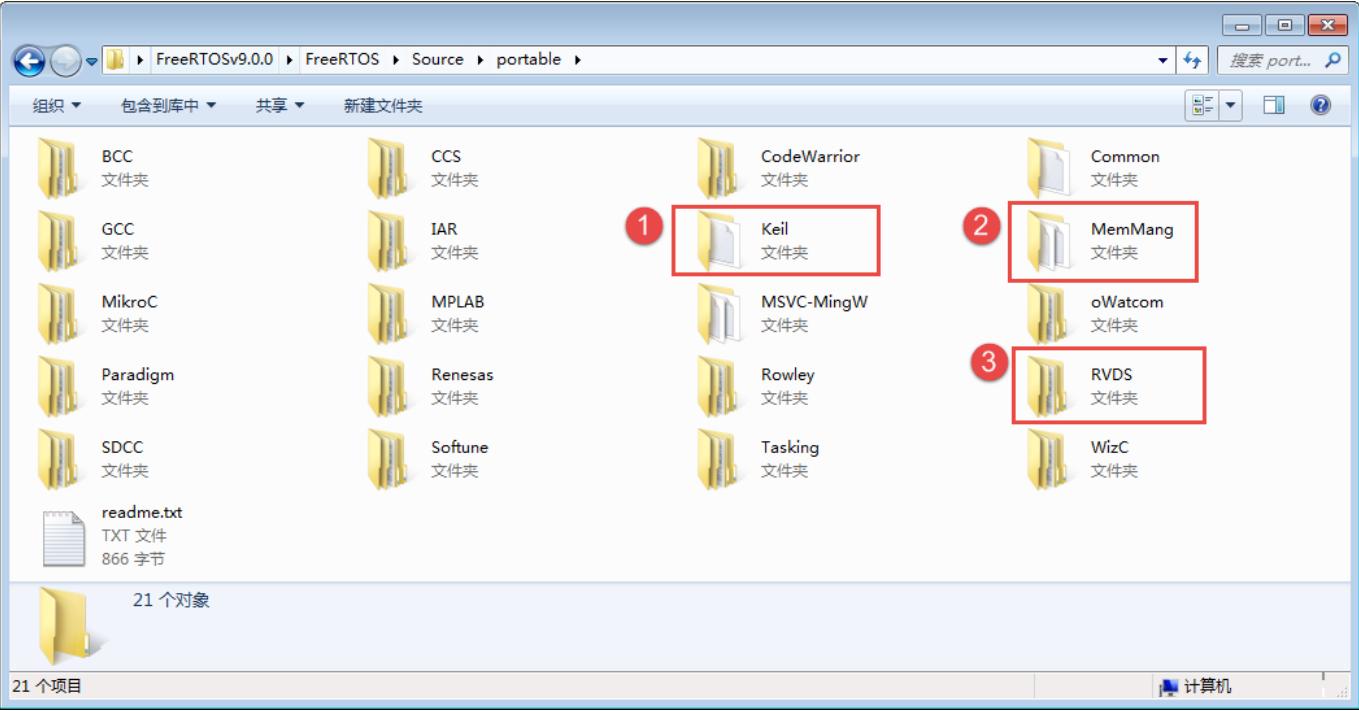 FreeRTOSv9.0.0 FreeRTOS Source portable
搜索 port...
组织 包含到库中 共享 新建文件夹
BCC
文件夹
CCS
文件夹
CodeWarrior
文件夹
Common
文件夹
GCC
文件夹
IAR
文件夹
1
Keil
文件夹
2
MemMang
文件夹
MikroC
文件夹
MPLAB
文件夹
MSVC-MingW
文件夹
oWatcom
文件夹
Paradigm
文件夹
Renesas
文件夹
Rowley
文件夹
3
RVDS
文件夹
SDCC
文件夹
Softune
文件夹
Tasking
文件夹
WizC
文件夹
readme.txt
TXT 文件
866 字节
21 个对象
21 个项目
计算机